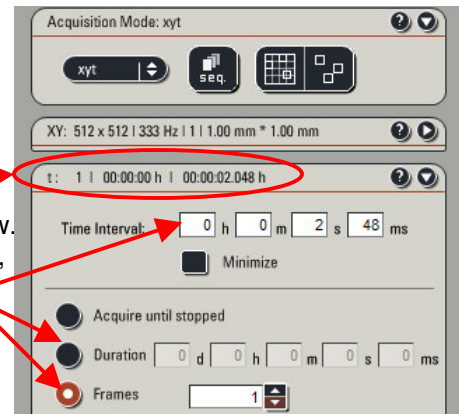 Acquisition Mode: xyt
xyt
seq.
XY: 512 x 512 | 333 Hz | 1 | 1.00 mm * 1.00 mm
t: 1 | 00:00:00 h | 00:00:02.048 h
Time Interval: 0 h 0 m 2 s 48 ms
Minimize
Acquire until stopped
Duration 0 d 0 h 0 m 0 s 0 ms
Frames 1